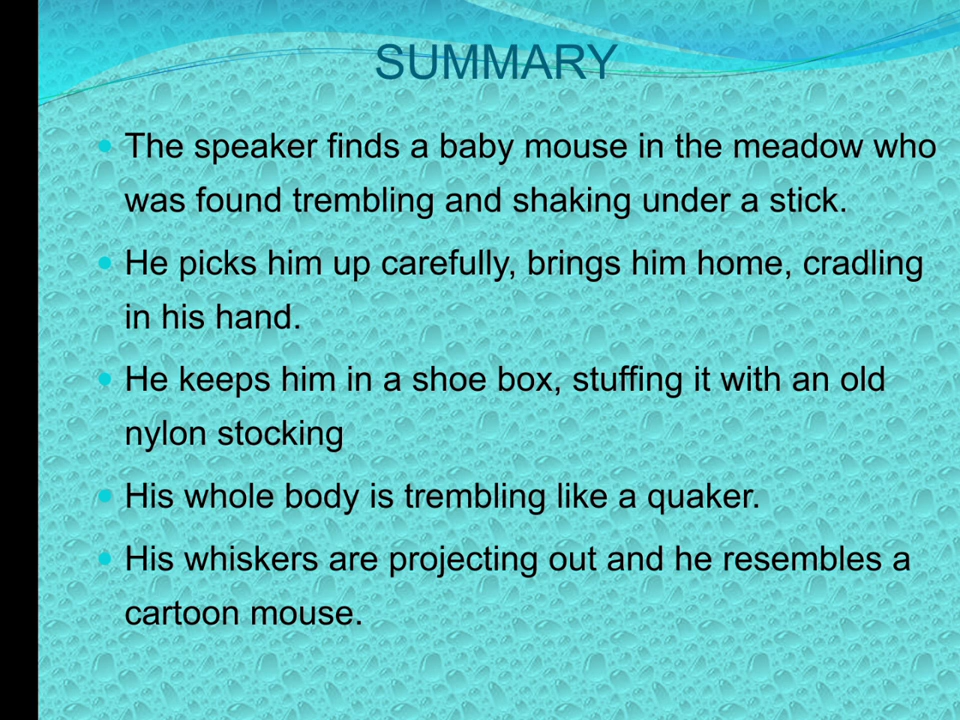 SUMMARY
The speaker finds a baby mouse in the meadow who
was found trembling and shaking under a stick.
He picks him up carefully, brings him home, cradling
in his hand.
He keeps him in a shoe box, stuffing it with an old
nylon stocking
His whole body is trembling like a quaker.
His whiskers are projecting out and he resembles a
cartoon mouse.